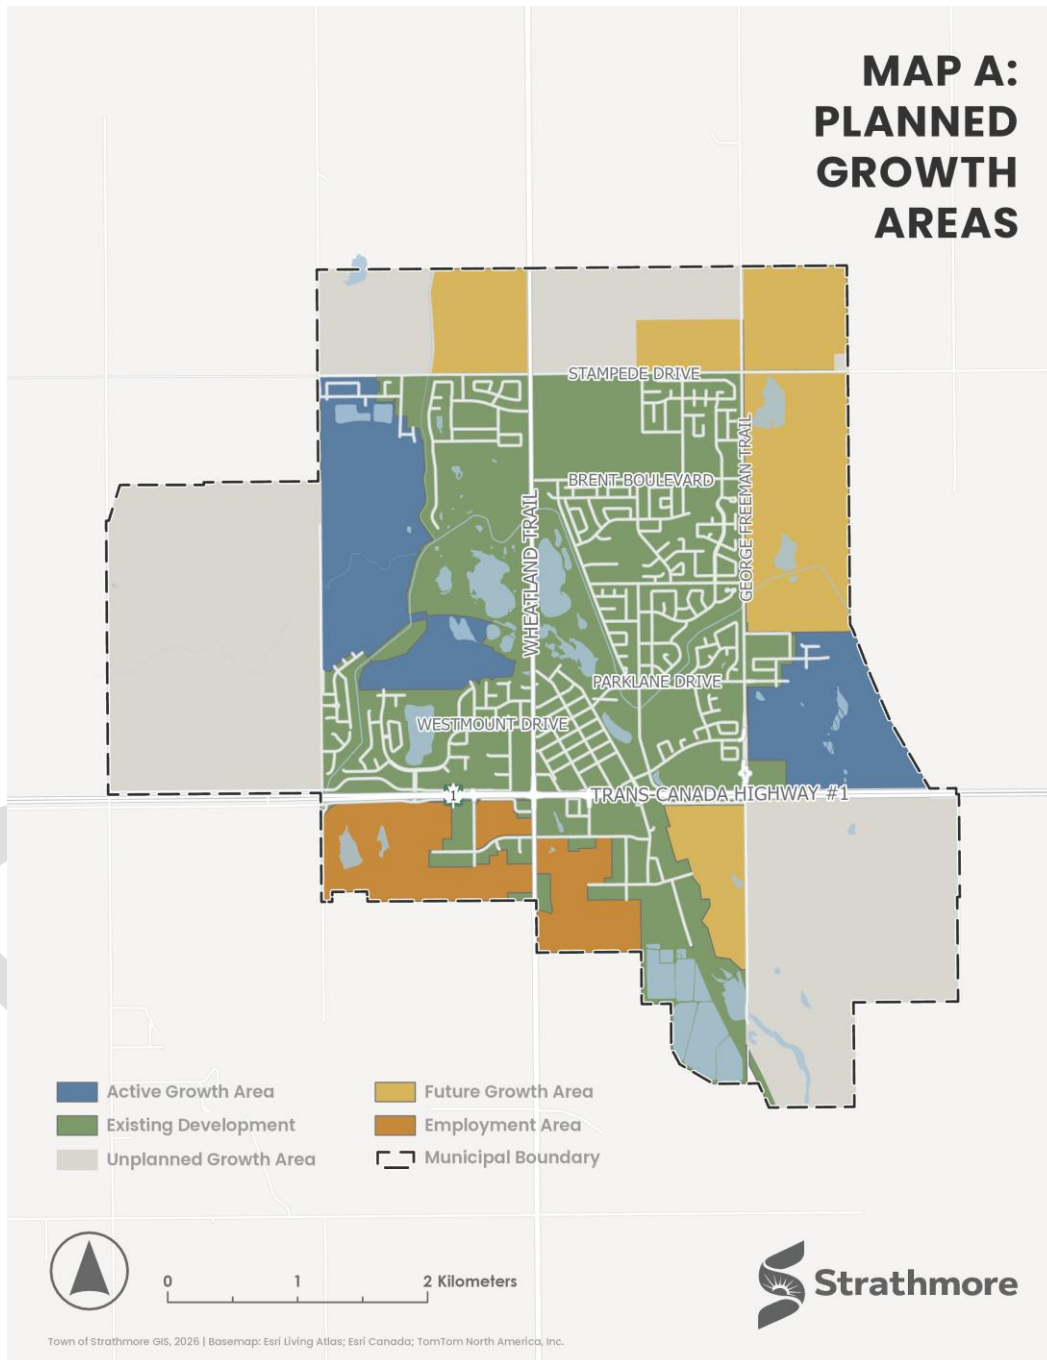 MAP A:
PLANNED
GROWTH
AREAS
STAMPEDE DRIVE
BRENT BOULEVARD
GEORGE FREEMAN TRAIL
WHEATLAND TRAIL
PARKLANE DRIVE
WESTMOUNT DRIVE
1
TRANS-CANADA HIGHWAY #1
Active Growth Area
Future Growth Area
Existing Development
Employment Area
Unplanned Growth Area
Municipal Boundary
0 1 2 Kilometers
Strathmore
Town of Strathmore GIS, 2026 | Basemap: Esri Living Atlas; Esri Canada; TomTom North America, Inc.